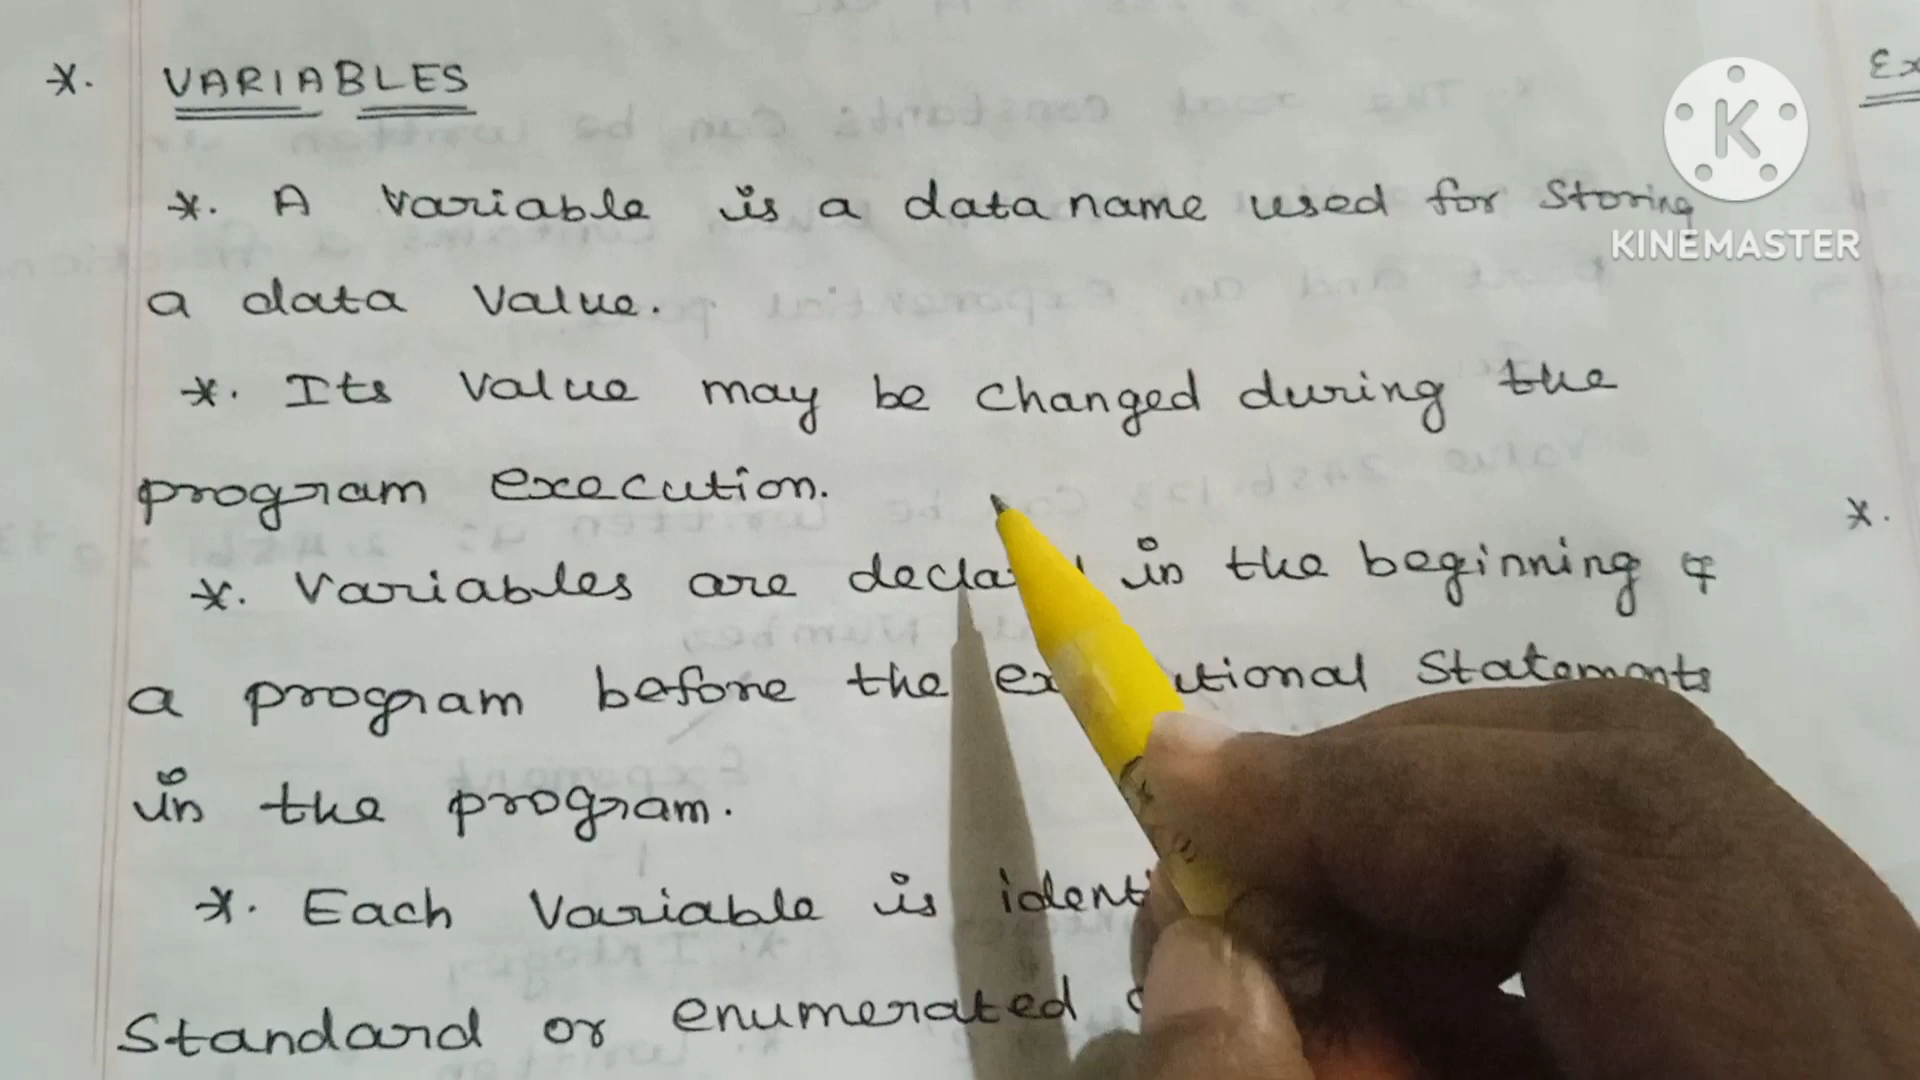 *. VARIABLES
*. A Variable is a data name used for Storing
a data Value.
*. Its Value may be changed during the
program execution.
*. Variables are in the beginning of
a program before the Statements
in the program.
*. Each Variable is
Standard or enumerated
Ex
*.
K
KINEMASTER